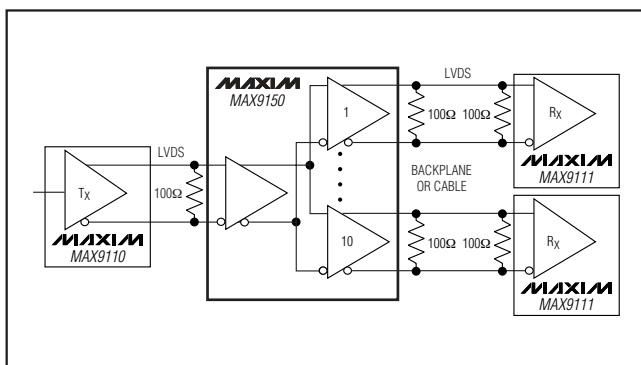 MAXIM
MAX9150
LVDS
1
100Ω 100Ω
RX
MAXIM
MAX9111
LVDS
TX
100Ω
MAXIM
MAX9110
BACKPLANE
OR CABLE
10
100Ω 100Ω
RX
MAXIM
MAX9111